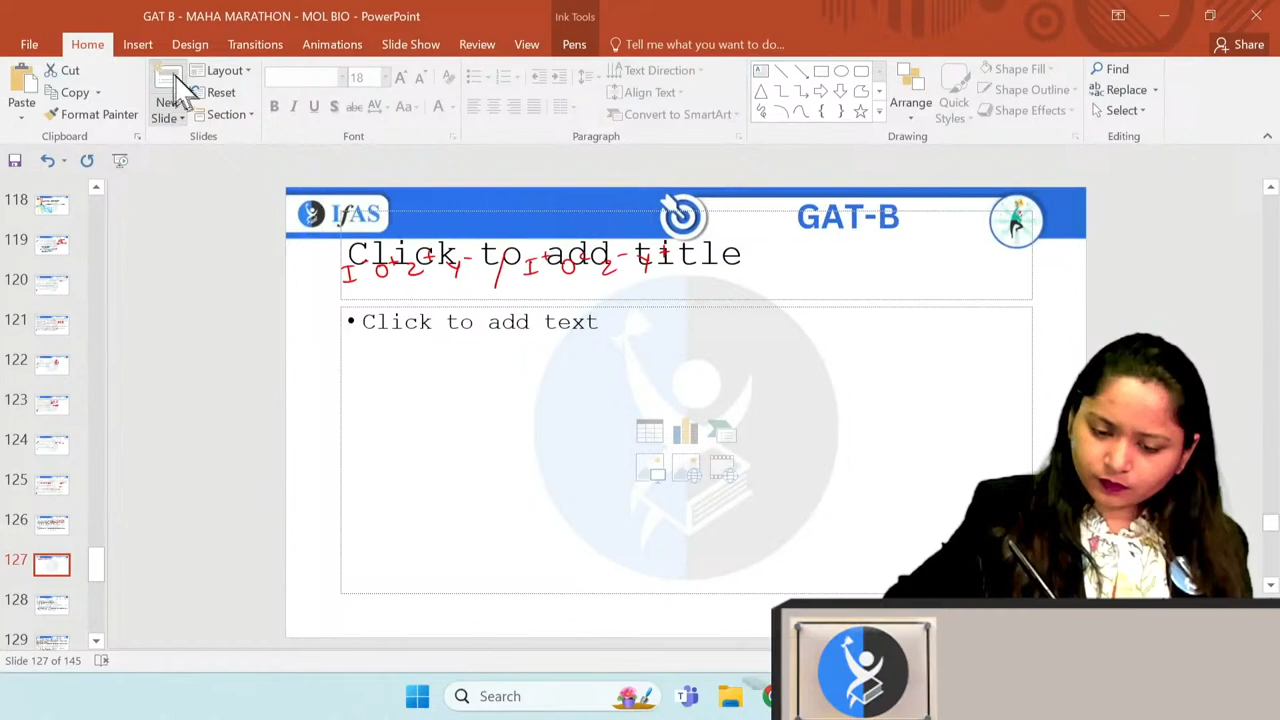 GAT B - MAHA MARATHON - MOL BIO - PowerPoint
Ink Tools
File Home Insert Design Transitions Animations Slide Show Review View Pens Tell me what you want to do... Share
Paste
Cut
Copy
Format Painter
Clipboard
New Slide
Layout
Reset
Section
Slides
18
B I U S abc AV Aa A
Font
Text Direction
Align Text
Convert to SmartArt
Paragraph
Arrange
Quick Styles
Shape Fill
Shape Outline
Shape Effects
Drawing
Find
Replace
Select
Editing
118
119
120
121
122
123
124
125
126
127
128
129
IfAS
GAT-B
Click to add title
I⁻ O⁺ Z⁺ Y⁻ / I⁺ O⁺ Z⁻ Y⁺
• Click to add text
Slide 127 of 145
Search